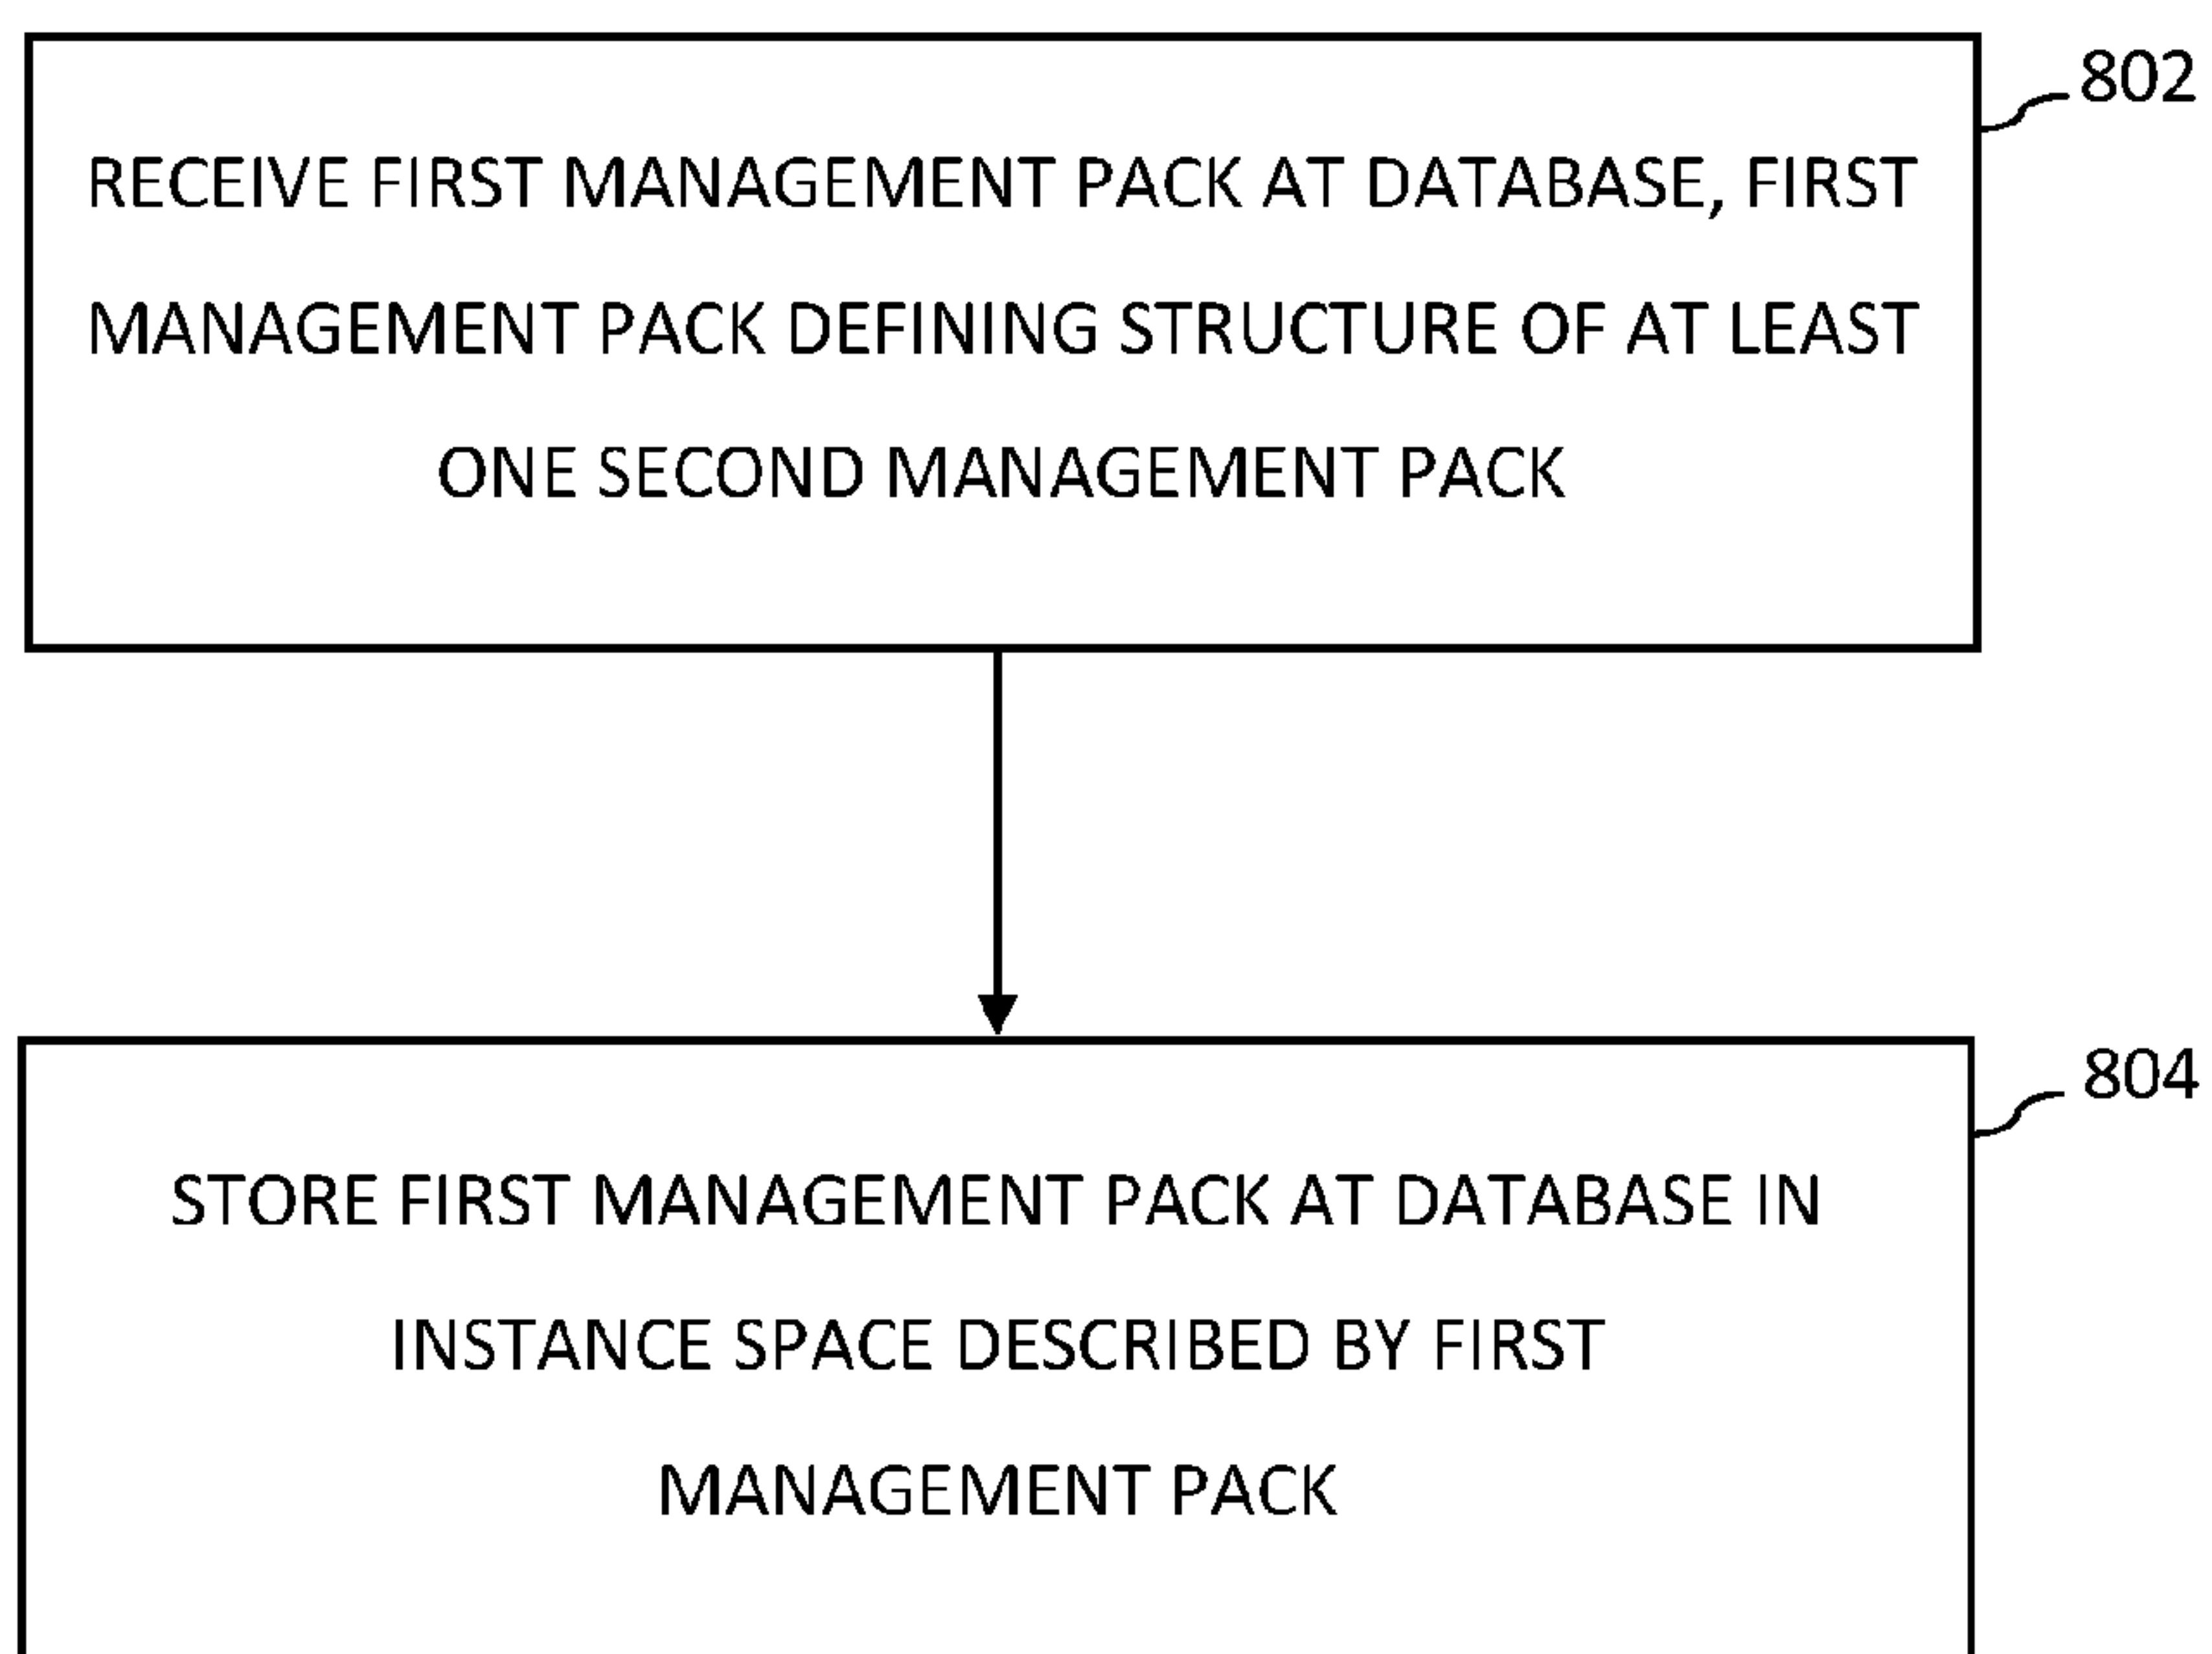 802
RECEIVE FIRST MANAGEMENT PACK AT DATABASE, FIRST
MANAGEMENT PACK DEFINING STRUCTURE OF AT LEAST
ONE SECOND MANAGEMENT PACK
804
STORE FIRST MANAGEMENT PACK AT DATABASE IN
INSTANCE SPACE DESCRIBED BY FIRST
MANAGEMENT PACK